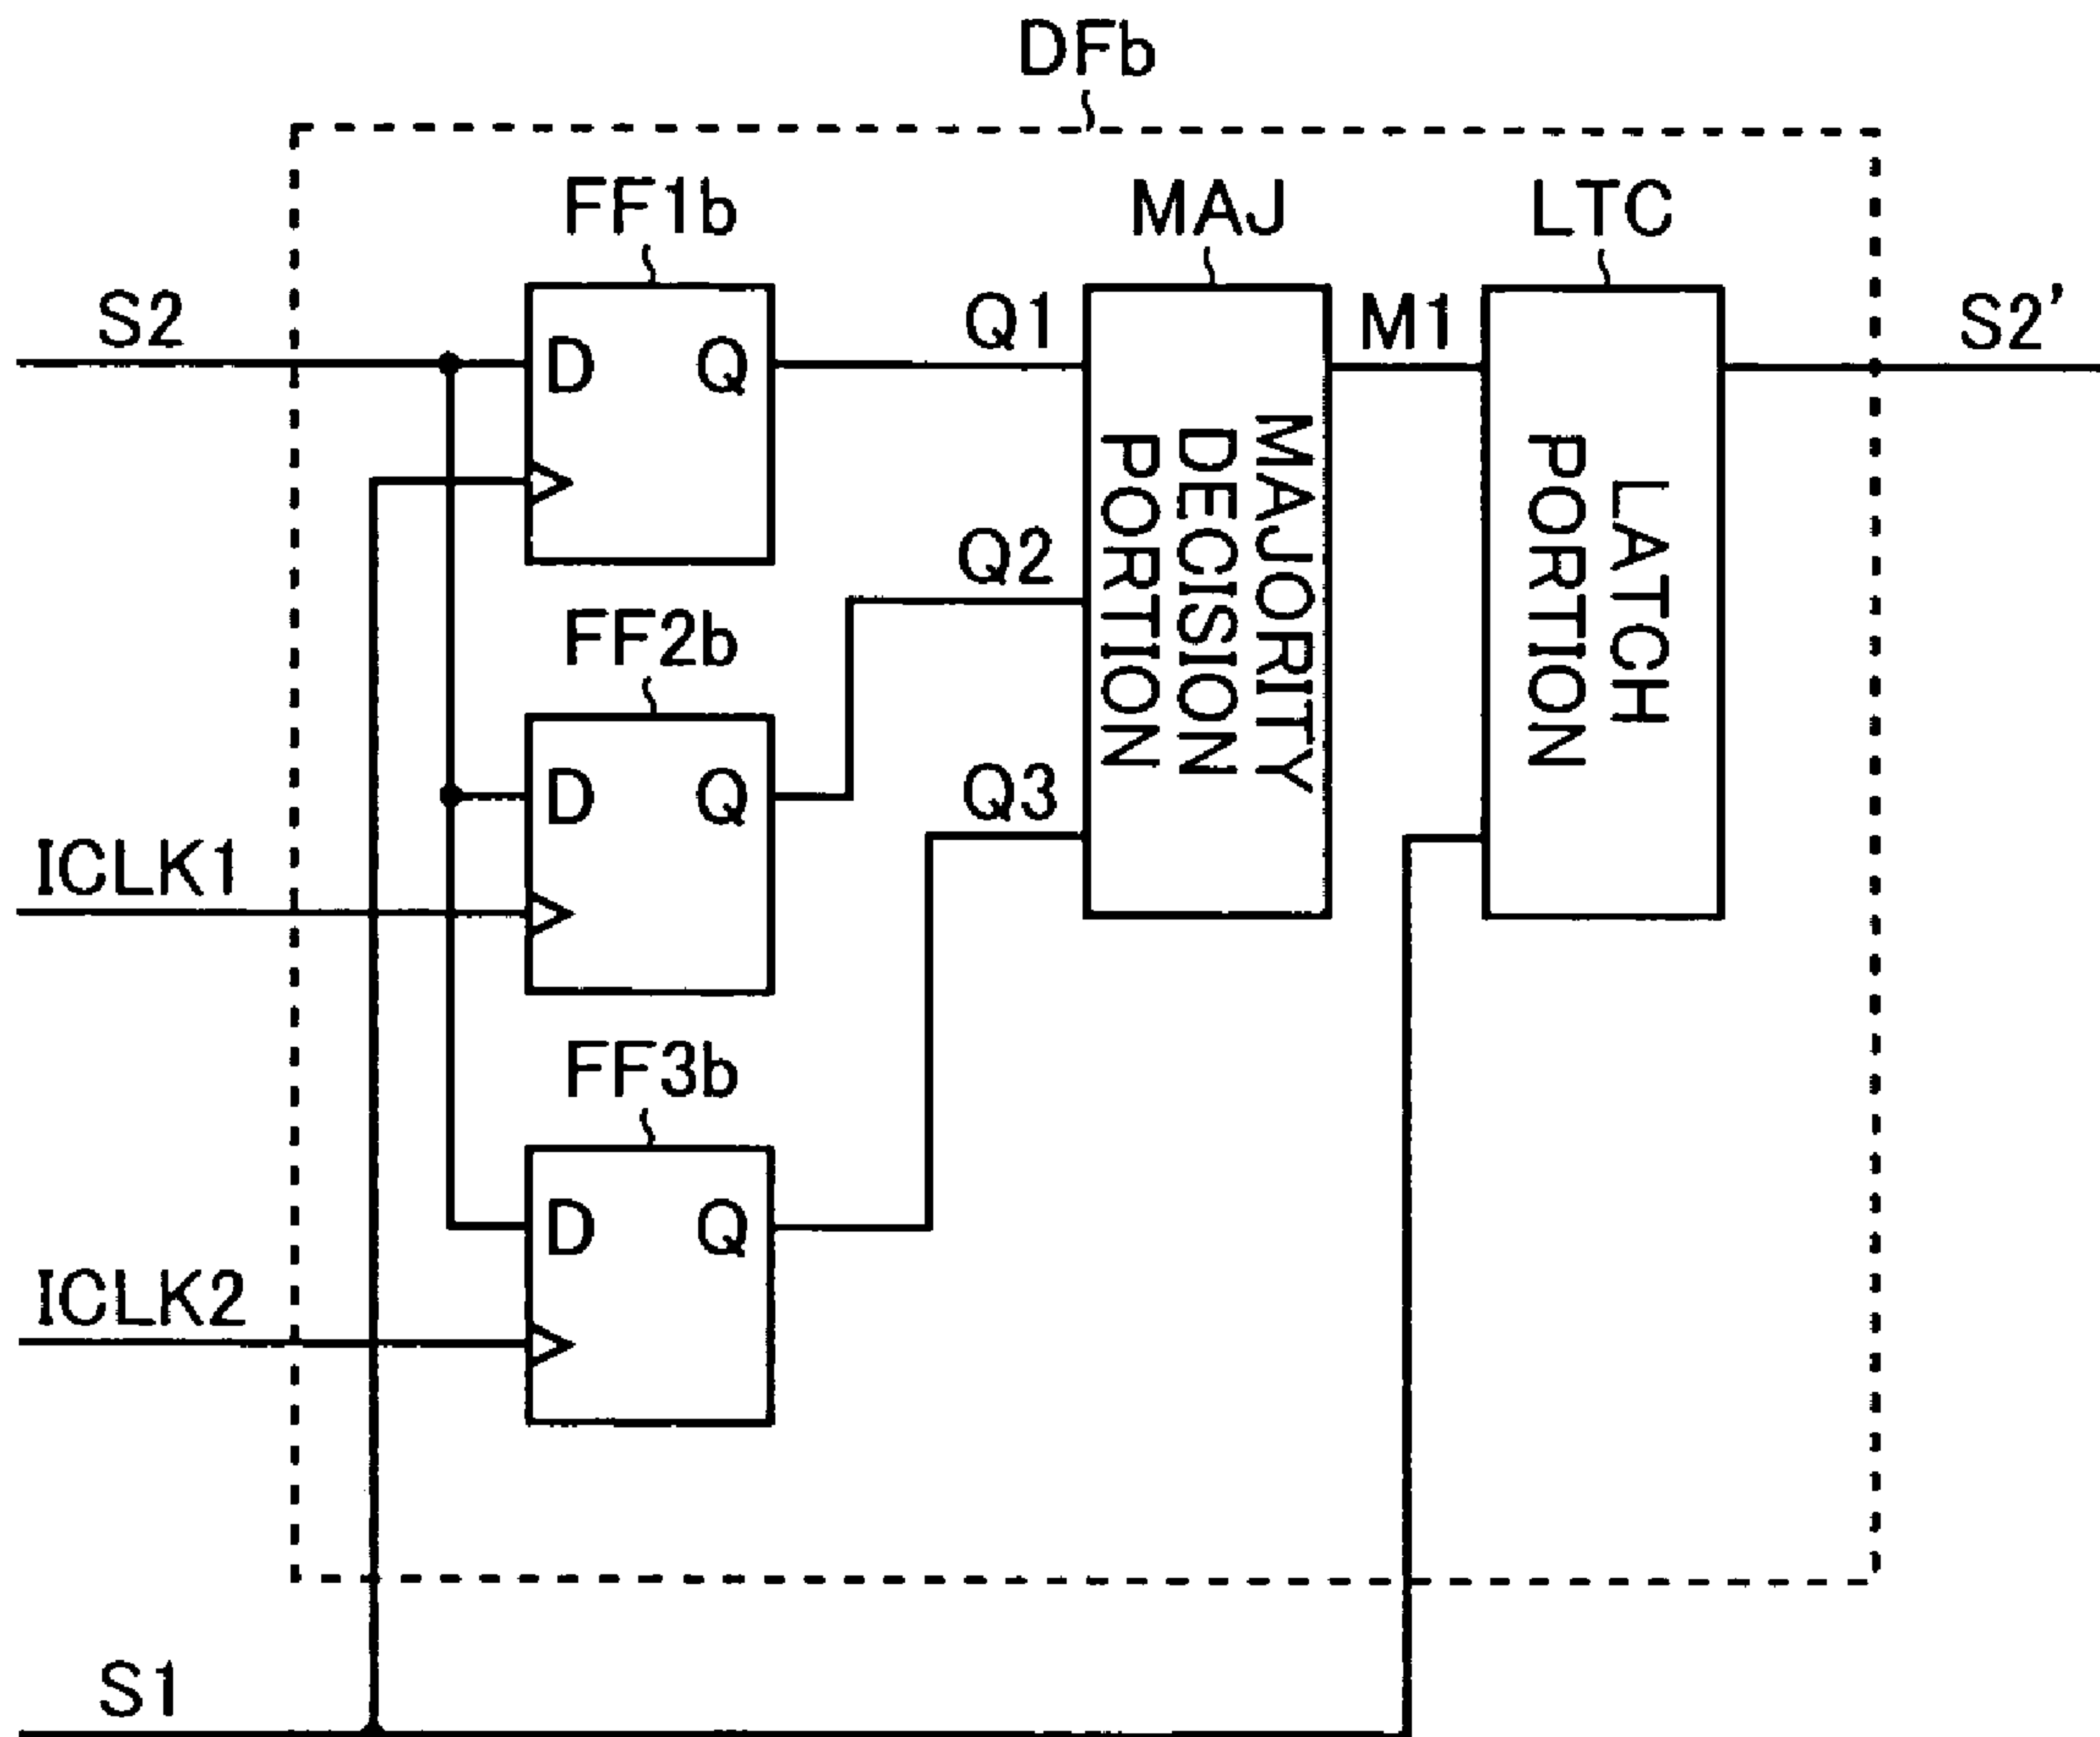 DFb
FF1b
MAJ
LTC
S2
D
Q
Q1
M1
S2'
MAJORITY
DECISION
PORTION
LATCH
PORTION
Q2
FF2b
D
Q
Q3
ICLK1
FF3b
D
Q
ICLK2
S1